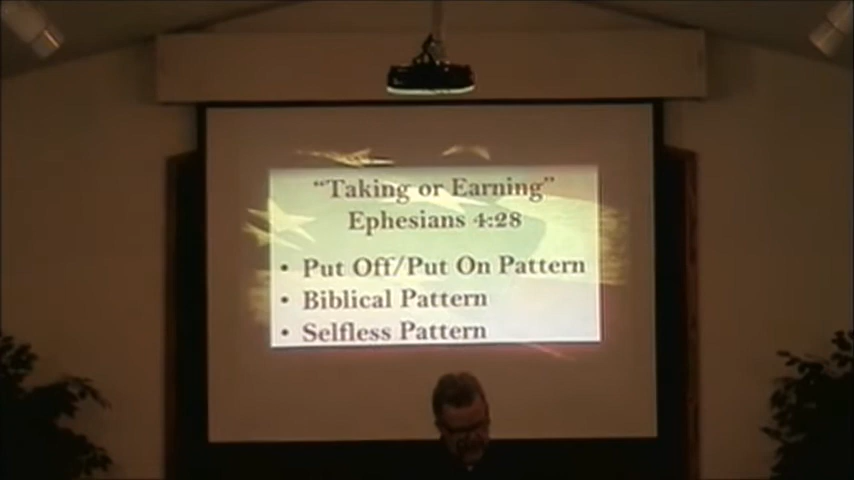 “Taking or Earning”
Ephesians 4:28
• Put Off/Put On Pattern
• Biblical Pattern
• Selfless Pattern